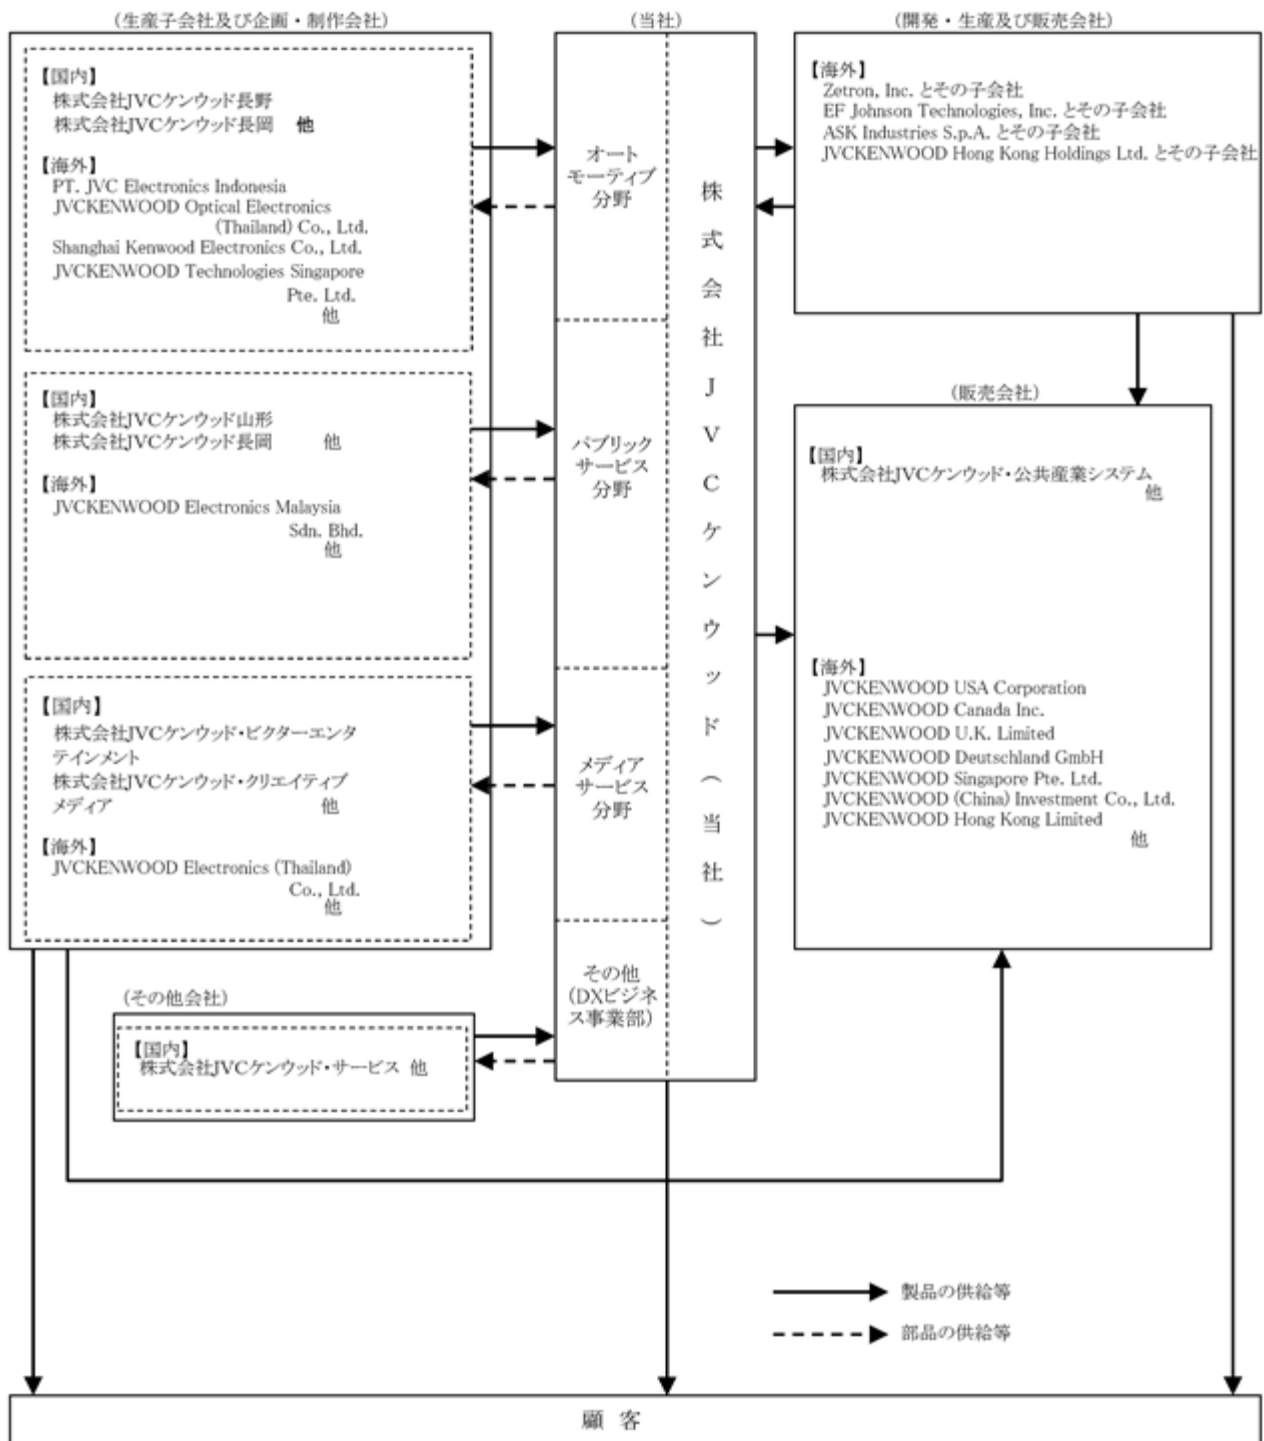 (生産子会社及び企画・制作会社)
【国内】
株式会社JVCケンウッド長野
株式会社JVCケンウッド長岡 他
【海外】
PT. JVC Electronics Indonesia
JVCKENWOOD Optical Electronics
(Thailand) Co., Ltd.
Shanghai Kenwood Electronics Co., Ltd.
JVCKENWOOD Technologies Singapore
Pte. Ltd.
他
【国内】
株式会社JVCケンウッド山形
株式会社JVCケンウッド長岡 他
【海外】
JVCKENWOOD Electronics Malaysia
Sdn. Bhd.
他
【国内】
株式会社JVCケンウッド・ビクターエンタ
テインメント
株式会社JVCケンウッド・クリエイティブ
メディア 他
【海外】
JVCKENWOOD Electronics (Thailand)
Co., Ltd.
他
(その他会社)
【国内】
株式会社JVCケンウッド・サービス 他
(当社)
オート
モーティブ
分野
パブリック
サービス
分野
メディア
サービス
分野
その他
(DXビジネ
ス事業部)
株式会社JVCケンウッド(当社)
(開発・生産及び販売会社)
【海外】
Zetron, Inc. とその子会社
EF Johnson Technologies, Inc. とその子会社
ASK Industries S.p.A. とその子会社
JVCKENWOOD Hong Kong Holdings Ltd. とその子会社
(販売会社)
【国内】
株式会社JVCケンウッド・公共産業システム
他
【海外】
JVCKENWOOD USA Corporation
JVCKENWOOD Canada Inc.
JVCKENWOOD U.K. Limited
JVCKENWOOD Deutschland GmbH
JVCKENWOOD Singapore Pte. Ltd.
JVCKENWOOD (China) Investment Co., Ltd.
JVCKENWOOD Hong Kong Limited
他
製品の供給等
部品の供給等
顧 客